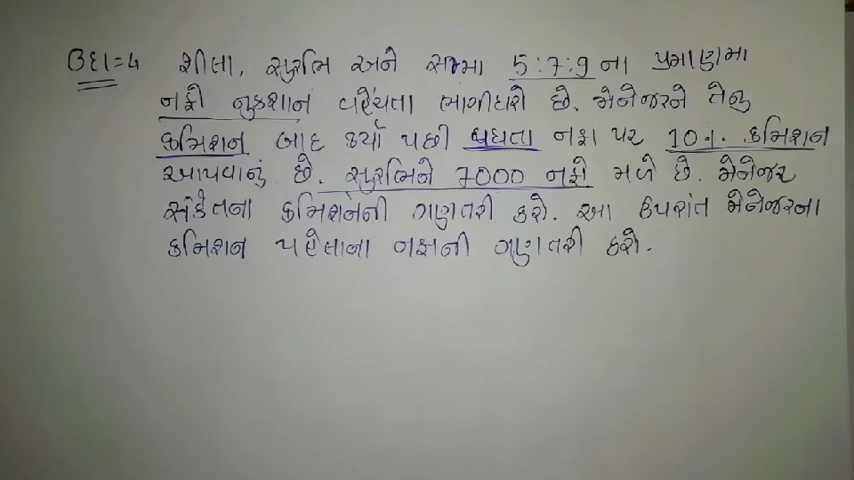 ઉદા=4 શીલા, સુરભિ અને સીમા 5:7:9 ના પ્રમાણમા
નફો નુકશાન વહેંચતા ભાગીદારો છે. મેનેજરને તેનુ
કમિશન બાદ કર્યા પછી વધતા નફા પર 10% કમિશન
આપવાનું છે. સુરભિને 7000 નફો મળે છે. મેનેજર
સંકેતના કમિશનની ગણતરી કરો. આ ઉપરાંત મેનેજરના
કમિશન પહેલાના નફાની ગણતરી કરો.